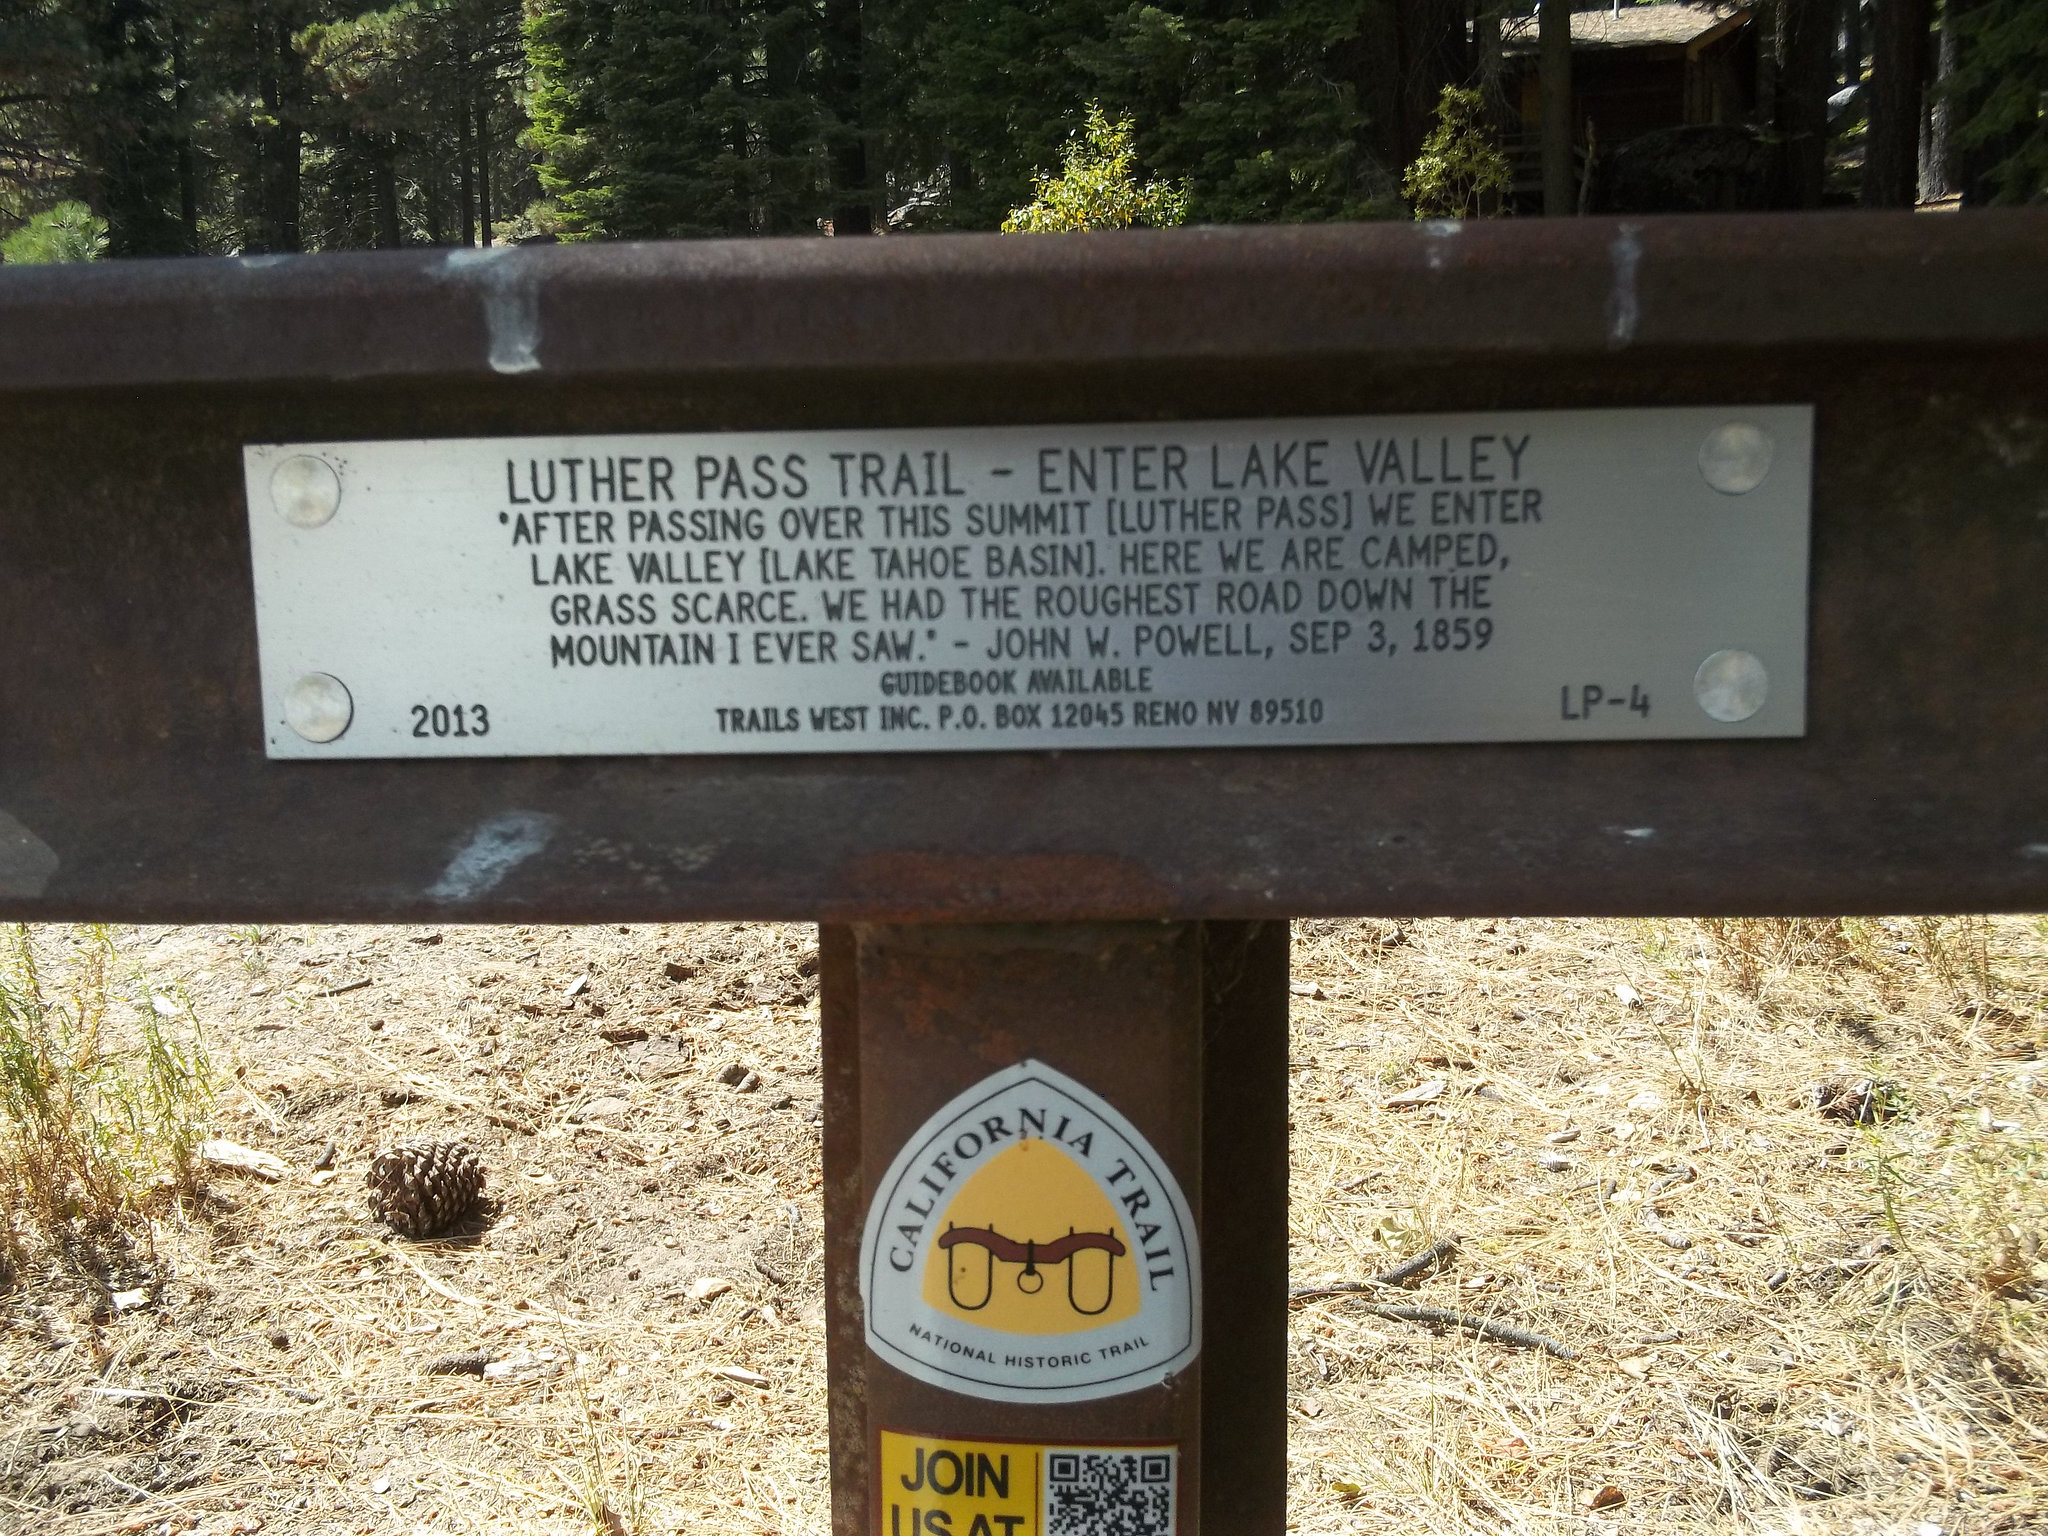 LUTHER PASS TRAIL - ENTER LAKE VALLEY
"AFTER PASSING OVER THIS SUMMIT [LUTHER PASS] WE ENTER
LAKE VALLEY [LAKE TAHOE BASIN]. HERE WE ARE CAMPED,
GRASS SCARCE. WE HAD THE ROUGHEST ROAD DOWN THE
MOUNTAIN I EVER SAW." - JOHN W. POWELL, SEP 3, 1859
GUIDEBOOK AVAILABLE
2013 TRAILS WEST INC. P.O. BOX 12045 RENO NV 89510 LP-4
CALIFORNIA TRAIL
NATIONAL HISTORIC TRAIL
JOIN
US AT